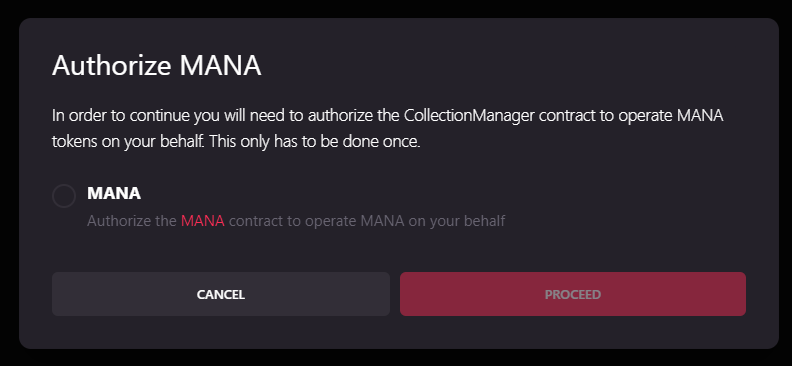 Authorize MANA
In order to continue you will need to authorize the CollectionManager contract to operate MANA
tokens on your behalf. This only has to be done once.
MANA
Authorize the MANA contract to operate MANA on your behalf
CANCEL
PROCEED